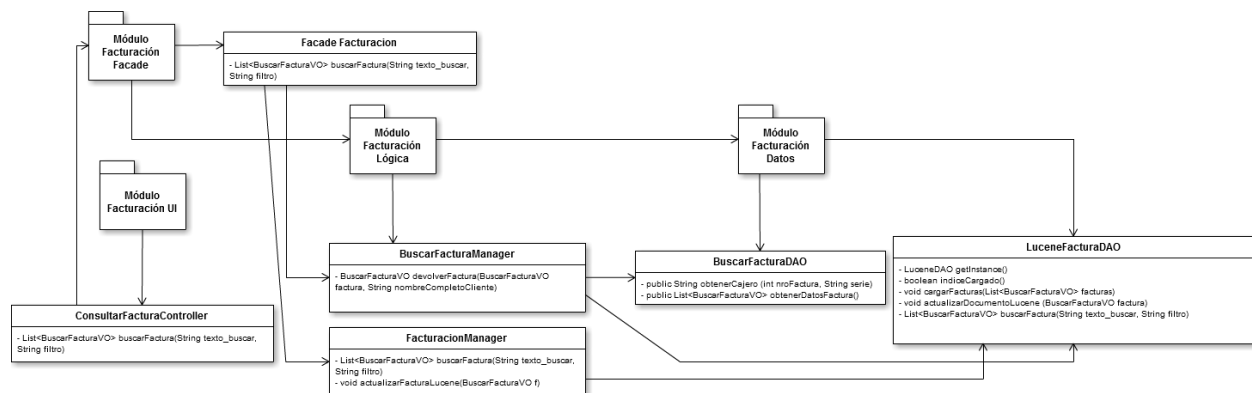 Módulo
Facturación
Facade
Facade Facturacion
- List<BuscarFacturaVO> buscarFactura(String texto_buscar,
String filtro)
Módulo
Facturación
Lógica
Módulo
Facturación
Datos
Módulo
Facturación UI
BuscarFacturaManager
- BuscarFacturaVO devolverFactura(BuscarFacturaVO
factura, String nombreCompletoCliente)
BuscarFacturaDAO
- public String obtenerCajero (int nroFactura, String serie)
- public List<BuscarFacturaVO> obtenerDatosFactura()
LuceneFacturaDAO
- LuceneDAO getInstance()
- boolean indiceCargado()
- void cargarFacturas(List<BuscarFacturaVO> facturas)
- void actualizarDocumentoLucene (BuscarFacturaVO factura)
- List<BuscarFacturaVO> buscarFactura(String texto_buscar, String filtro)
ConsultarFacturaController
- List<BuscarFacturaVO> buscarFactura(String texto_buscar,
String filtro)
FacturacionManager
- List<BuscarFacturaVO> buscarFactura(String texto_buscar,
String filtro)
- void actualizarFacturaLucene(BuscarFacturaVO f)